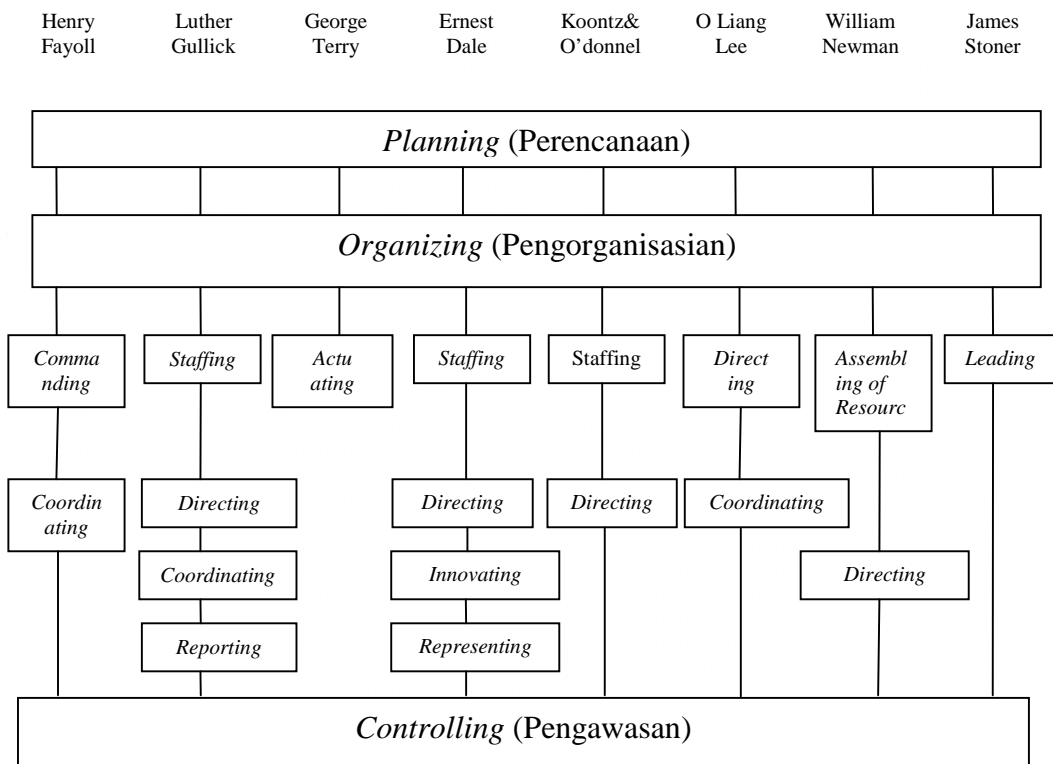 Henry
Fayoll
Luther
Gullick
George
Terry
Ernest
Dale
Koontz&
O'donnel
O Liang
Lee
William
Newman
James
Stoner
Planning (Perencanaan)
Organizing (Pengorganisasian)
Comma
nding
Staffing
Actu
ating
Staffing
Staffing
Direct
ing
Assembl
ing of
Resourc
Leading
Coordin
ating
Directing
Directing
Directing
Coordinating
Coordinating
Innovating
Directing
Reporting
Representing
Controlling (Pengawasan)